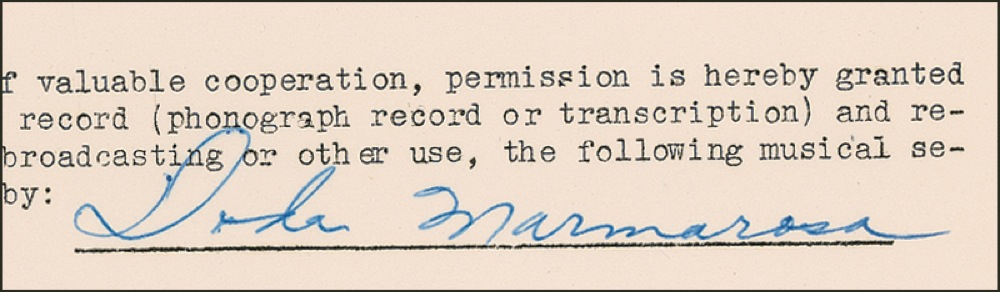 f valuable cooperation, permission is hereby granted
record (phonograph record or transcription) and re-
broadcasting or other use, the following musical se-
by:
Dodo Marmarosa